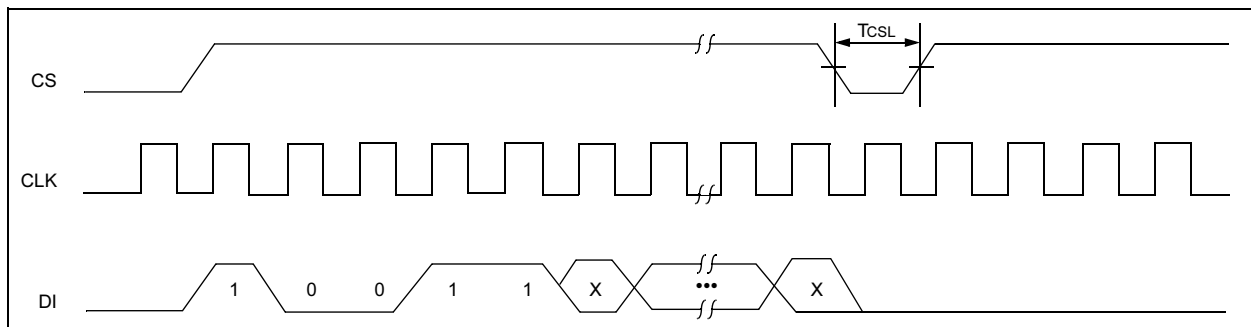 TCSL
CS
CLK
DI
1 0 0 1 1 X ••• X